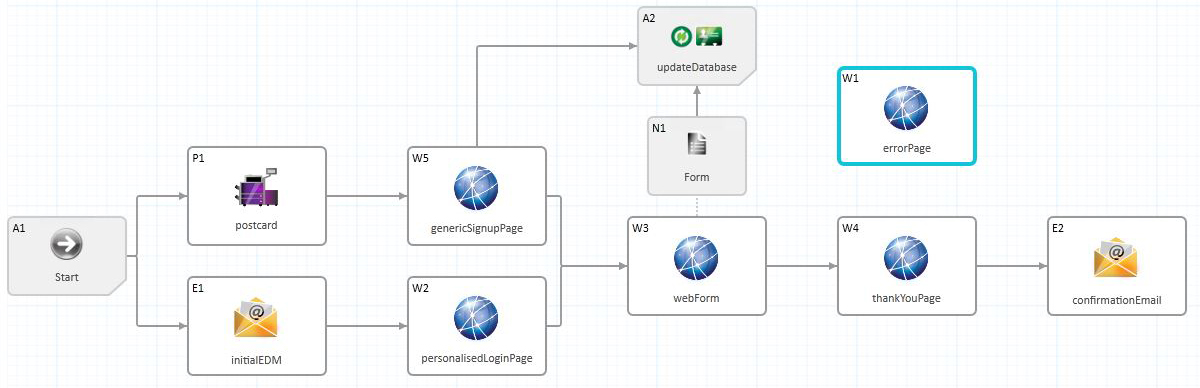 A2
updateDatabase
W1
errorPage
N1
Form
P1
postcard
W5
genericSignupPage
A1
Start
W3
webForm
W4
thankYouPage
E2
@
confirmationEmail
E1
@
initialEDM
W2
personalisedLoginPage